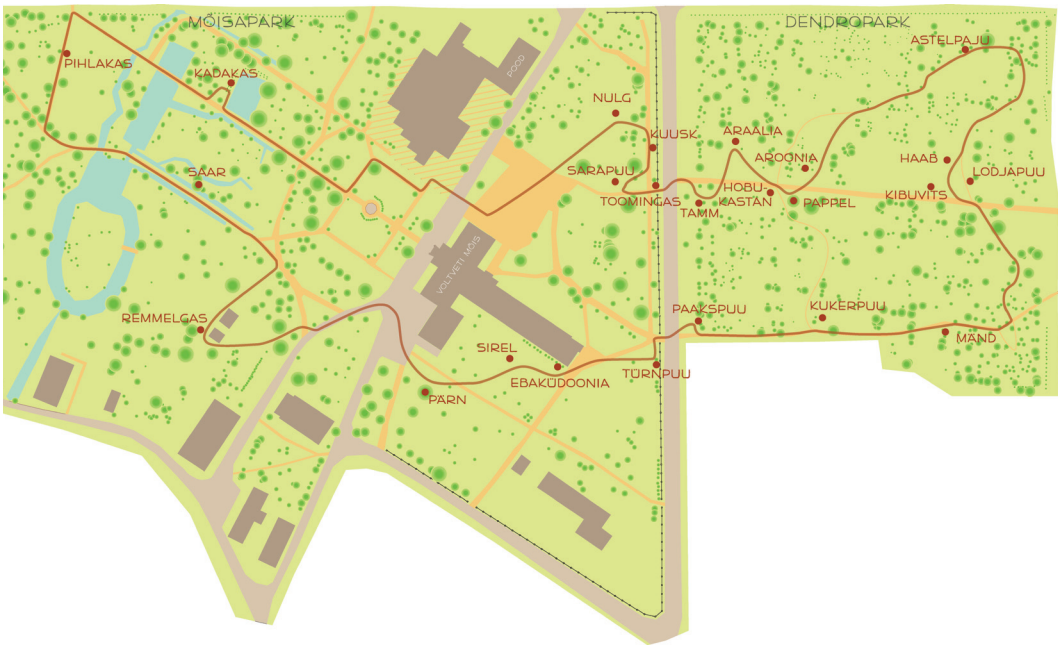 MÕISAPARK
DENDROPARK
ASTELPAJU
PIHLAKAS
KADAKAS
POOD
NULG
KUUSK
ARAALIA
AROONIA
HAAB
LODJAPUU
SAAR
SARAPUU
TOOMINGAS
TAMM
HOBU-
KASTAN
PAPPEL
KIBUVITS
VOLTVETI MÕIS
REMMELGAS
PAAKSPUU
KUKERPUU
MÄND
SIREL
EBAKÜDOONIA
TÜRNPUU
PÄRN